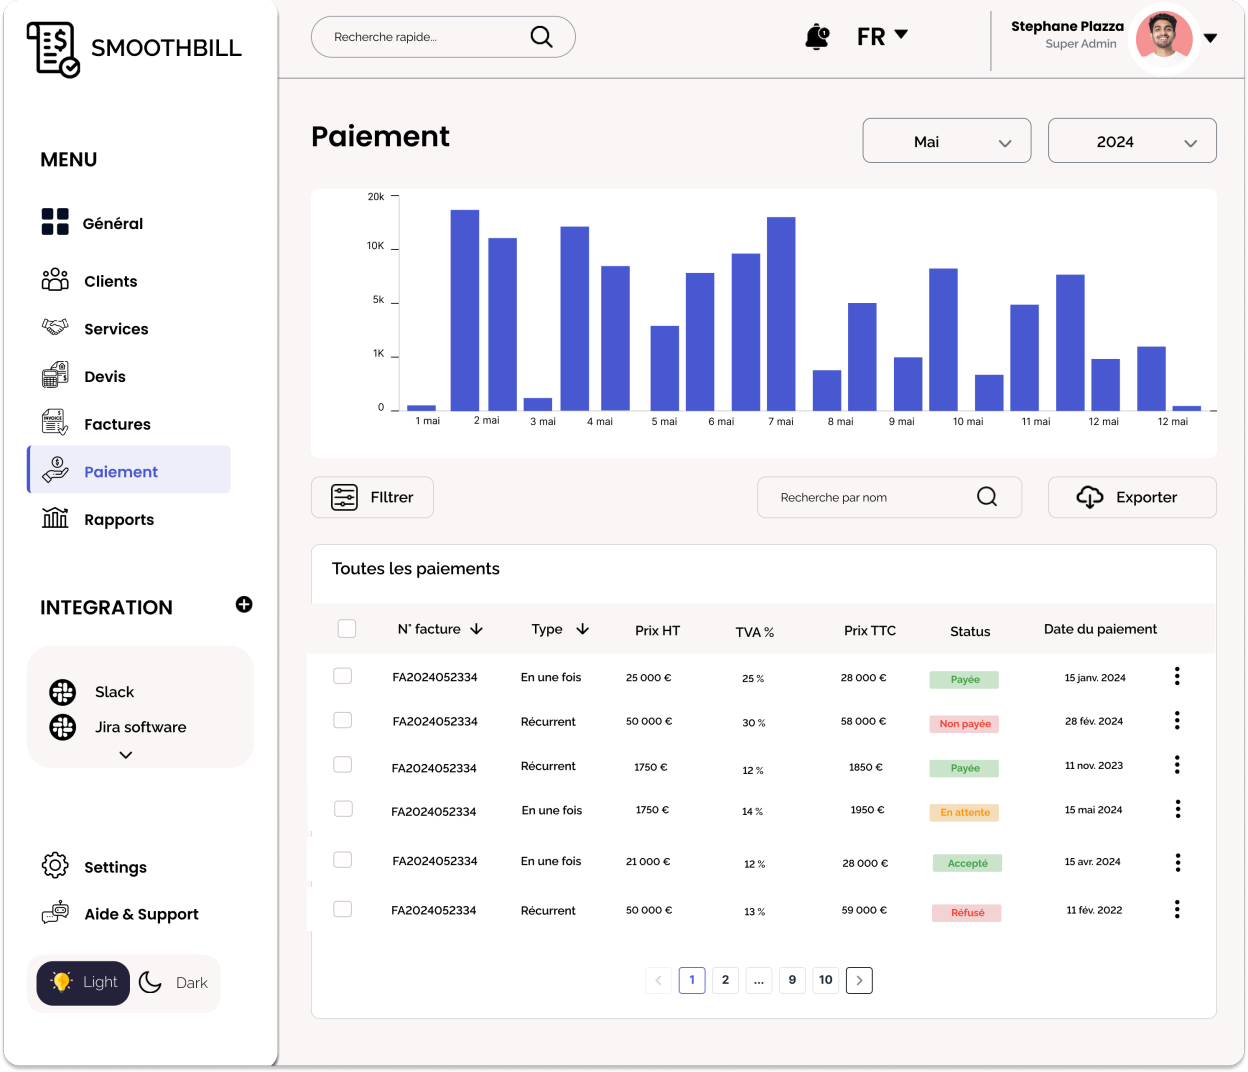 SMOOTHBILL
Recherche rapide...
FR
Stephane Plazza
Super Admin
MENU
Général
Clients
Services
Devis
Factures
Paiement
Rapports
INTEGRATION
Slack
Jira software
Settings
Aide & Support
Light
Dark
Paiement
Mai
2024
20k
10K
5k
1K
0
1 mai
2 mai
3 mai
4 mai
5 mai
6 mai
7 mai
8 mai
9 mai
10 mai
11 mai
12 mai
12 mai
FIltrer
Recherche par nom
Exporter
Toutes les paiements
N° facture Type Prix HT TVA % Prix TTC Status Date du paiement
FA2024052334 En une fois 25 000 € 25 % 28 000 € Payée 15 janv. 2024
FA2024052334 Récurrent 50 000 € 30 % 58 000 € Non payée 28 fév. 2024
FA2024052334 Récurrent 1750 € 12 % 1850 € Payée 11 nov. 2023
FA2024052334 En une fois 1750 € 14 % 1950 € En attente 15 mai 2024
FA2024052334 En une fois 21 000 € 12 % 28 000 € Accepté 15 avr. 2024
FA2024052334 Récurrent 50 000 € 13 % 59 000 € Réfusé 11 fév. 2022
1 2 ... 9 10